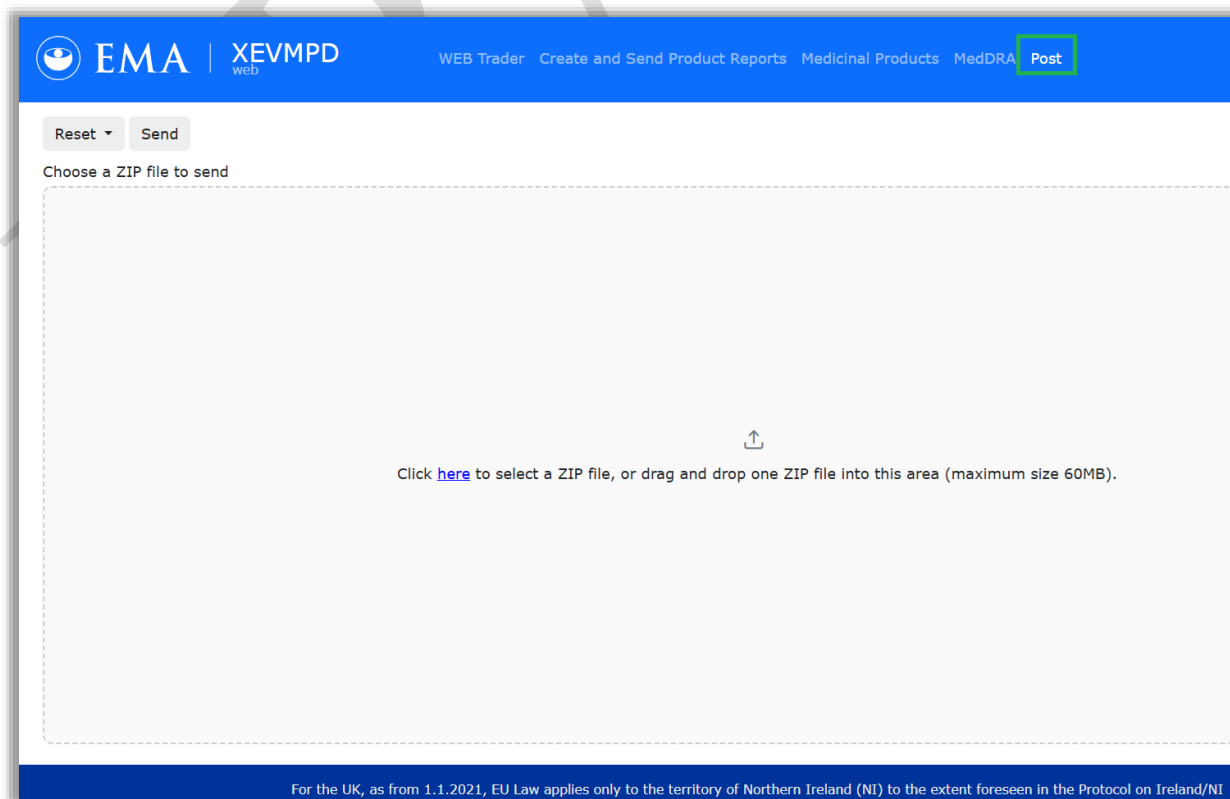 EMA | XEVMPD
web
WEB Trader Create and Send Product Reports Medicinal Products MedDRA Post
Reset Send
Choose a ZIP file to send
Click here to select a ZIP file, or drag and drop one ZIP file into this area (maximum size 60MB).
For the UK, as from 1.1.2021, EU Law applies only to the territory of Northern Ireland (NI) to the extent foreseen in the Protocol on Ireland/NI